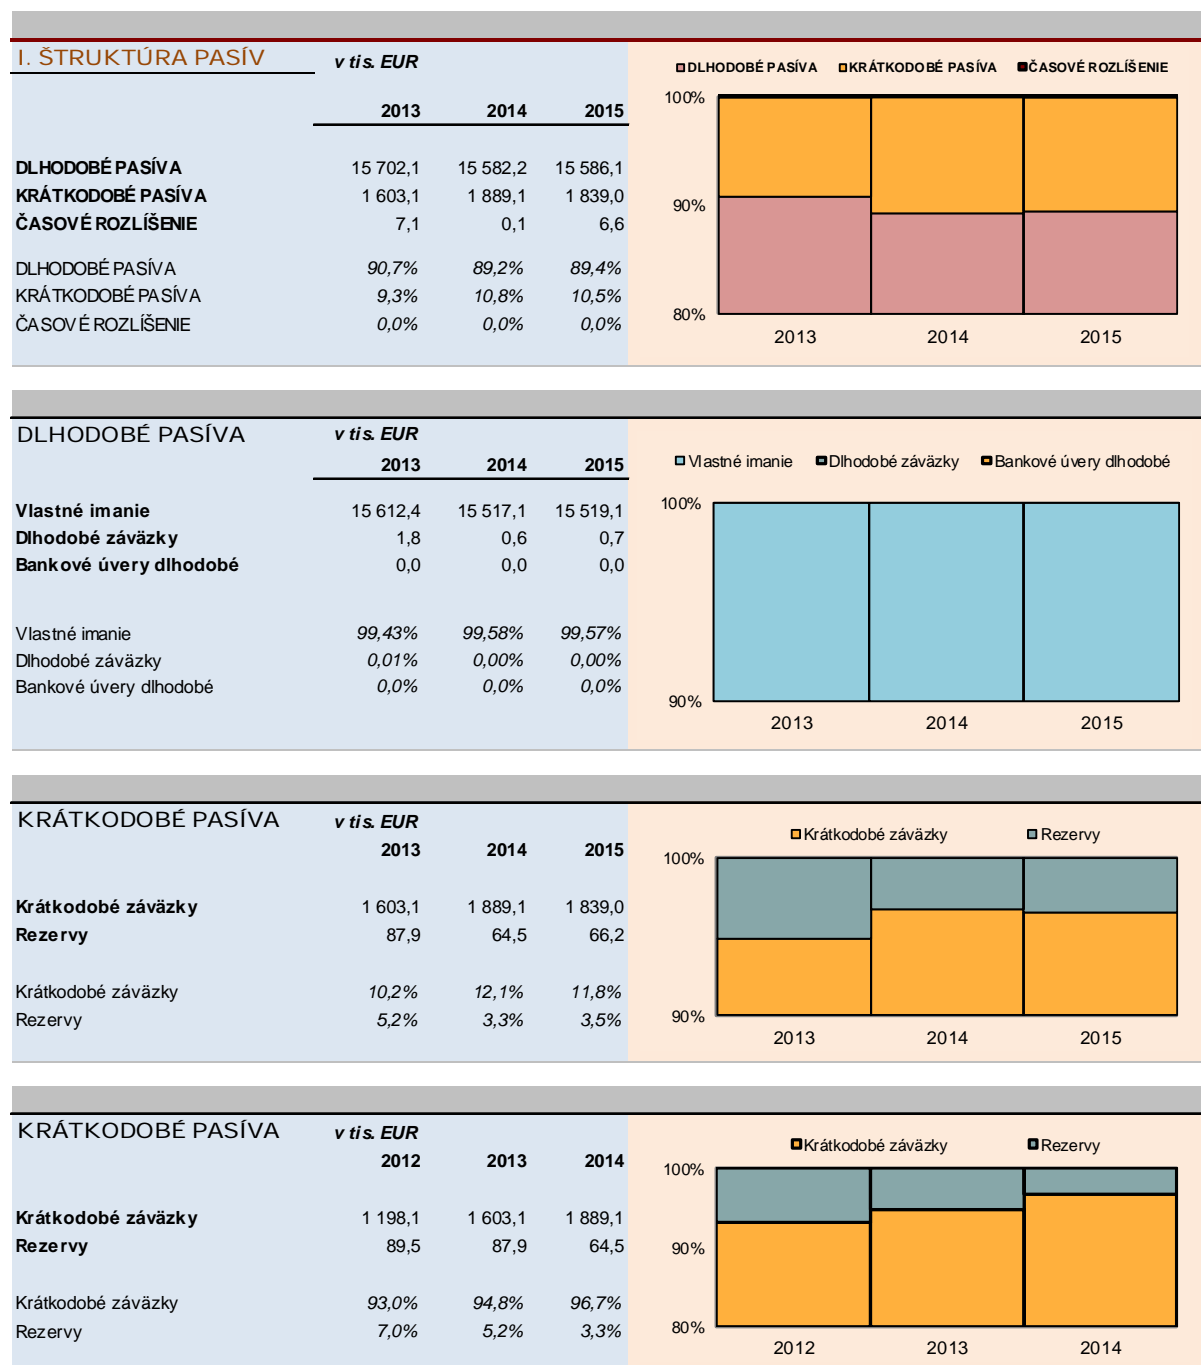 I. ŠTRUKTÚRA PASÍV v tis. EUR
2013 2014 2015
DLHODOBÉ PASÍVA 15 702,1 15 582,2 15 586,1
KRÁTKODOBÉ PASÍVA 1 603,1 1 889,1 1 839,0
ČASOVÉ ROZLÍŠENIE 7,1 0,1 6,6
DLHODOBÉ PASÍVA 90,7% 89,2% 89,4%
KRÁTKODOBÉ PASÍVA 9,3% 10,8% 10,5%
ČASOVÉ ROZLÍŠENIE 0,0% 0,0% 0,0%
DLHODOBÉ PASÍVA KRÁTKODOBÉ PASÍVA ČASOVÉ ROZLÍŠENIE
100%
90%
80%
2013 2014 2015
DLHODOBÉ PASÍVA v tis. EUR
2013 2014 2015
Vlastné imanie 15 612,4 15 517,1 15 519,1
Dlhodobé záväzky 1,8 0,6 0,7
Bankové úvery dlhodobé 0,0 0,0 0,0
Vlastné imanie 99,43% 99,58% 99,57%
Dlhodobé záväzky 0,01% 0,00% 0,00%
Bankové úvery dlhodobé 0,0% 0,0% 0,0%
Vlastné imanie Dlhodobé záväzky Bankové úvery dlhodobé
100%
90%
2013 2014 2015
KRÁTKODOBÉ PASÍVA v tis. EUR
2013 2014 2015
Krátkodobé záväzky 1 603,1 1 889,1 1 839,0
Rezervy 87,9 64,5 66,2
Krátkodobé záväzky 10,2% 12,1% 11,8%
Rezervy 5,2% 3,3% 3,5%
Krátkodobé záväzky Rezervy
100%
90%
2013 2014 2015
KRÁTKODOBÉ PASÍVA v tis. EUR
2012 2013 2014
Krátkodobé záväzky 1 198,1 1 603,1 1 889,1
Rezervy 89,5 87,9 64,5
Krátkodobé záväzky 93,0% 94,8% 96,7%
Rezervy 7,0% 5,2% 3,3%
Krátkodobé záväzky Rezervy
100%
90%
80%
2012 2013 2014